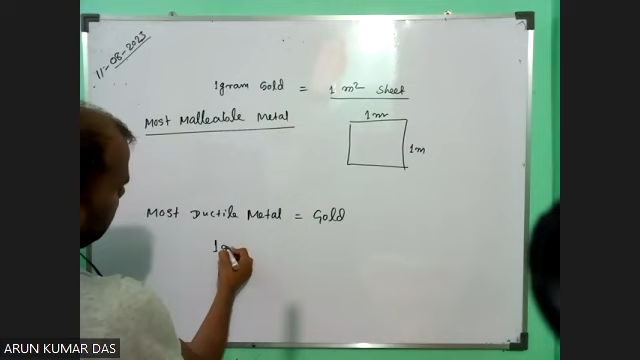 11-08-2023
1gram Gold = 1 m² Sheet
Most Malleable Metal
1m
1m
Most Ductile Metal = Gold
1g
ARUN KUMAR DAS